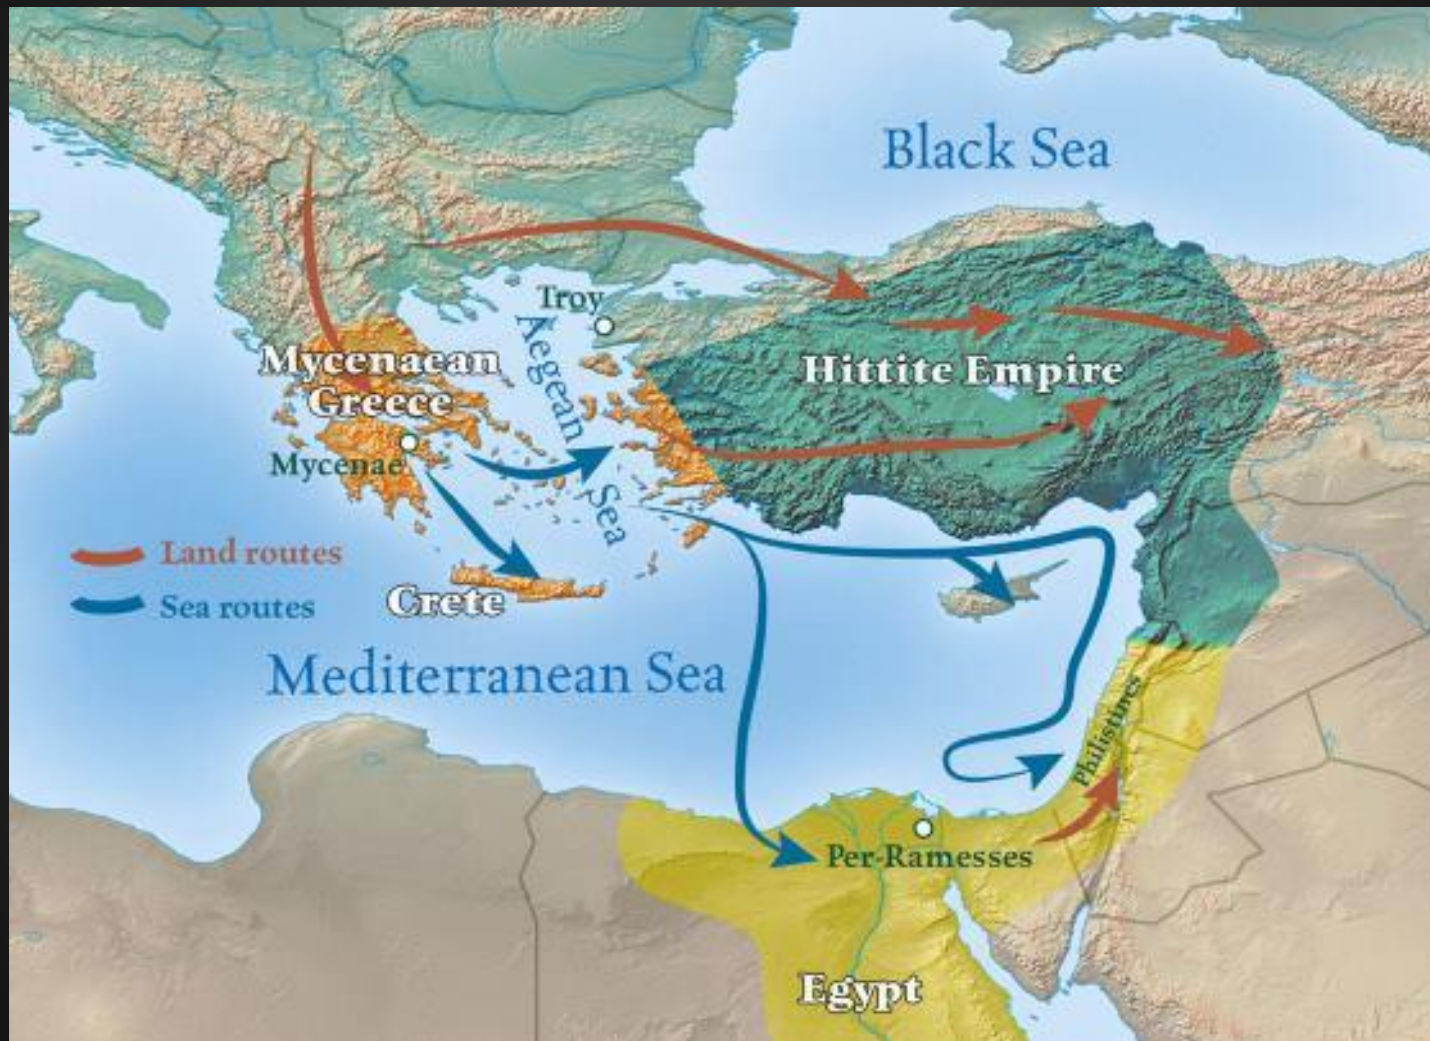 Black Sea
Troy
Aegean
Sea
Mycenaean
Greece
Hittite Empire
Mycenae
Land routes
Sea routes
Crete
Mediterranean Sea
Philistines
Per-Ramesses
Egypt